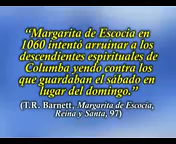 “Margarita de Escocia en
1060 intentó arruinar a los
descendientes espirituales de
Columba yendo contra los
que guardaban el sábado en
lugar del domingo.”
(T.R. Barnett, Margarita de Escocia,
Reina y Santa, 97)